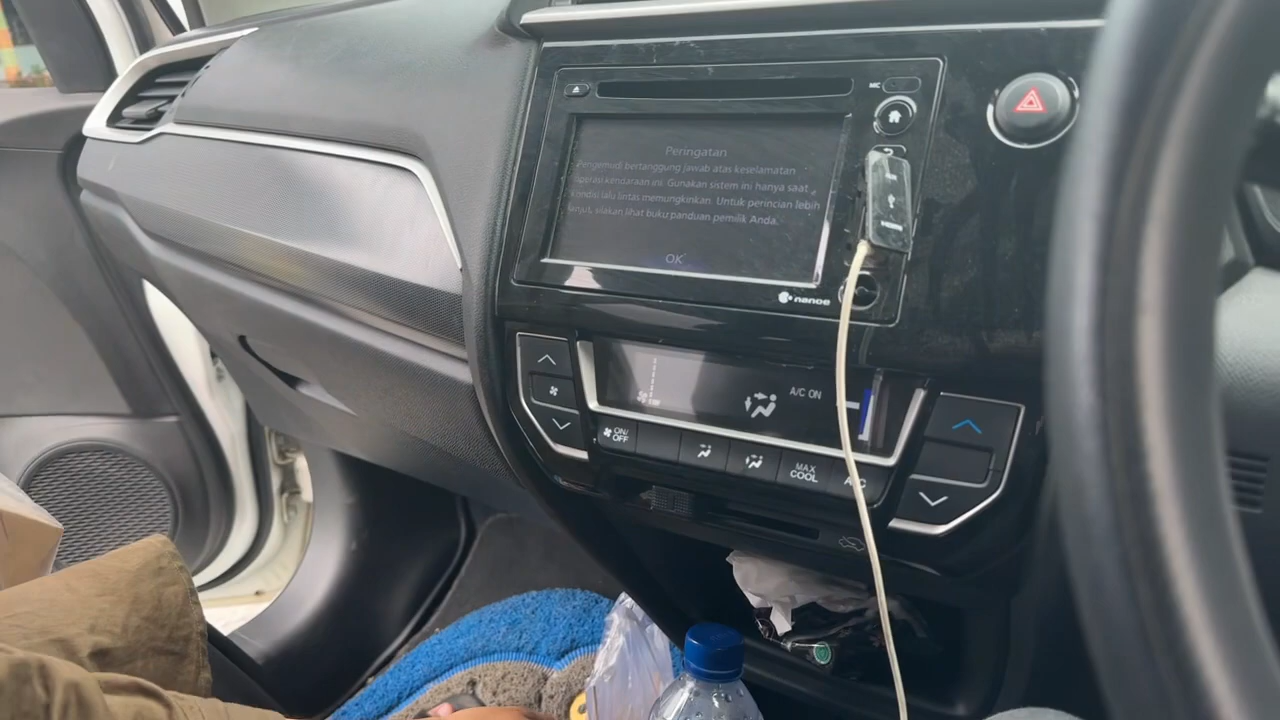 MIC
Peringatan
Pengemudi bertanggung jawab atas keselamatan
operasi kendaraan ini. Gunakan sistem ini hanya saat
kondisi lalu lintas memungkinkan. Untuk perincian lebih
lanjut, silakan lihat buku panduan pemilik Anda.
OK
nanoe
A/C ON
ON/
OFF
MAX
COOL
A/C